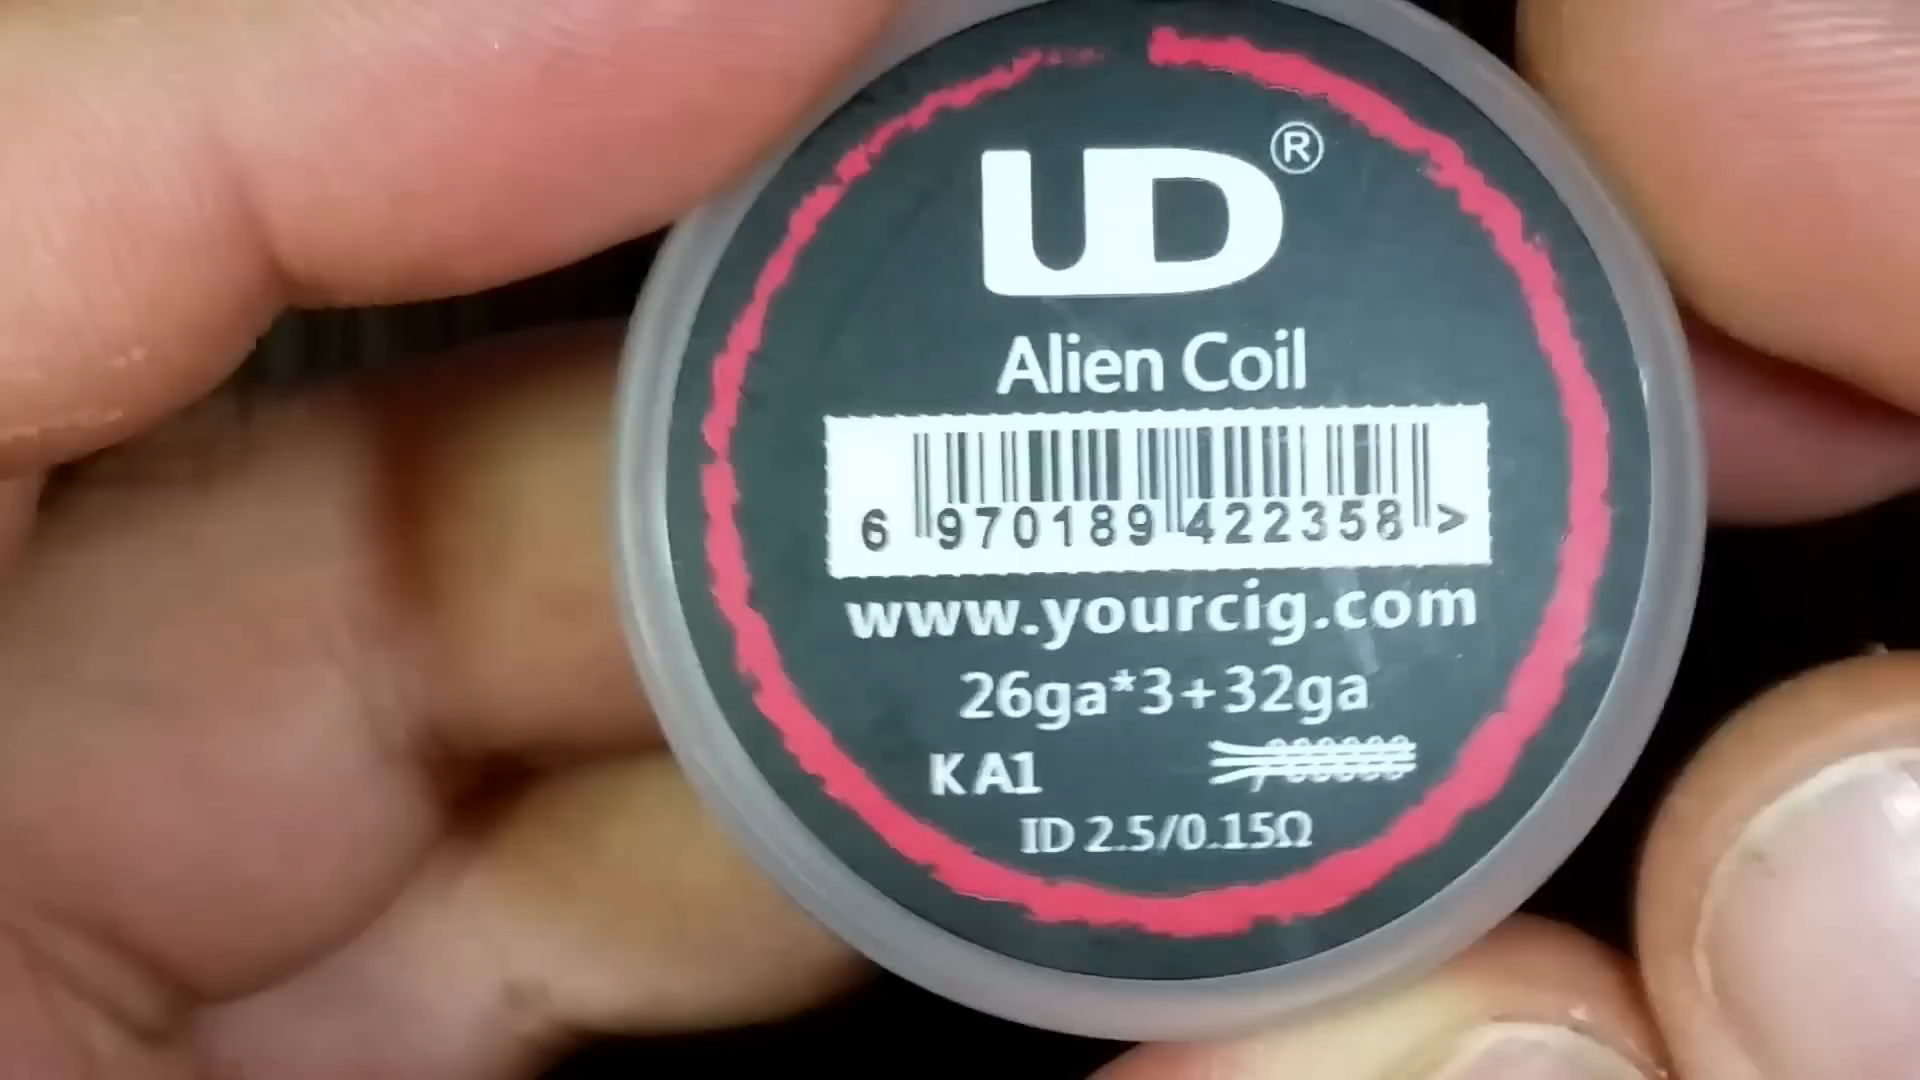 UD®
Alien Coil
6 970189 422358 >
www.yourcig.com
26ga*3+32ga
KA1
ID 2.5/0.15Ω